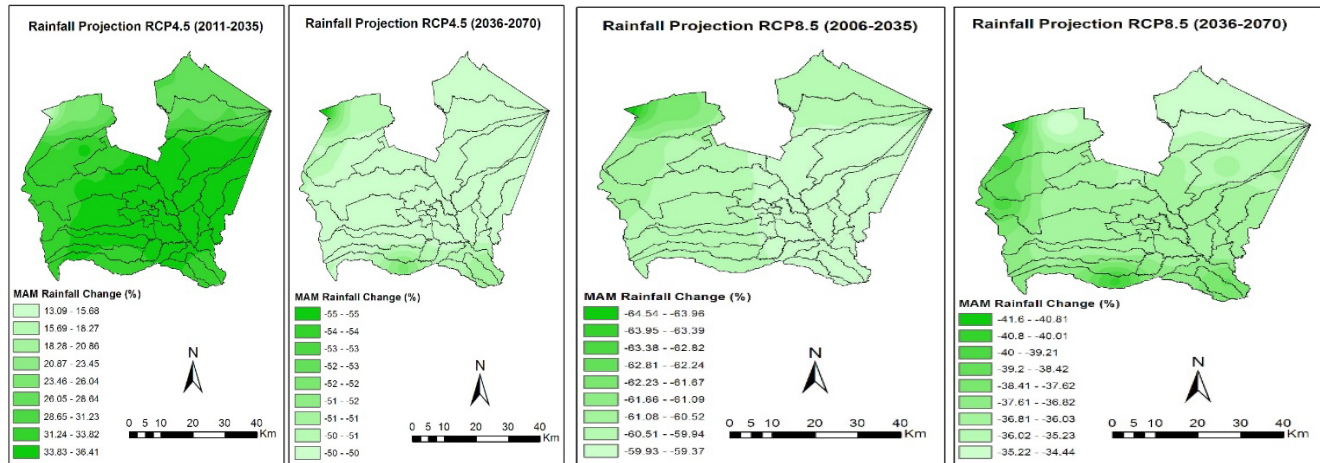 Rainfall Projection RCP4.5 (2011-2035)
MAM Rainfall Change (%)
13.09 - 15.68
15.69 - 18.27
18.28 - 20.86
20.87 - 23.45
23.46 - 26.04
26.05 - 28.64
28.65 - 31.23
31.24 - 33.82
33.83 - 36.41
N
0 5 10 20 30 40
Km
Rainfall Projection RCP4.5 (2036-2070)
MAM Rainfall Change (%)
-55 - -55
-54 - -54
-53 - -53
-52 - -53
-52 - -52
-51 - -52
-51 - -51
-50 - -51
-50 - -50
N
0 5 10 20 30 40
Km
Rainfall Projection RCP8.5 (2006-2035)
MAM Rainfall Change (%)
-64.54 - -63.96
-63.95 - -63.39
-63.38 - -62.82
-62.81 - -62.24
-62.23 - -61.67
-61.66 - -61.09
-61.08 - -60.52
-60.51 - -59.94
-59.93 - -59.37
N
0 5 10 20 30 40
Km
Rainfall Projection RCP8.5 (2036-2070)
MAM Rainfall Change (%)
-41.6 - -40.81
-40.8 - -40.01
-40 - -39.21
-39.2 - -38.42
-38.41 - -37.62
-37.61 - -36.82
-36.81 - -36.03
-36.02 - -35.23
-35.22 - -34.44
N
0 5 10 20 30 40
Km